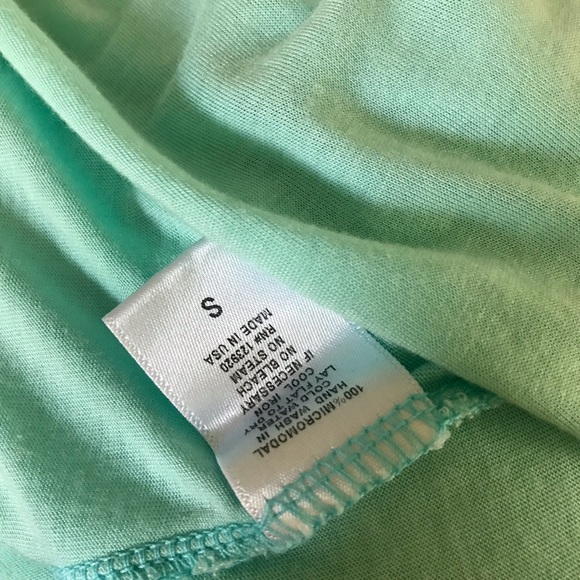 100% MICROMODAL
HAND WASH IN
COLD WATER
LAY FLAT TO DRY
COOL IRON
IF NECESSARY
NO BLEACH
NO STEAM
RN# 123920
MADE IN USA
S